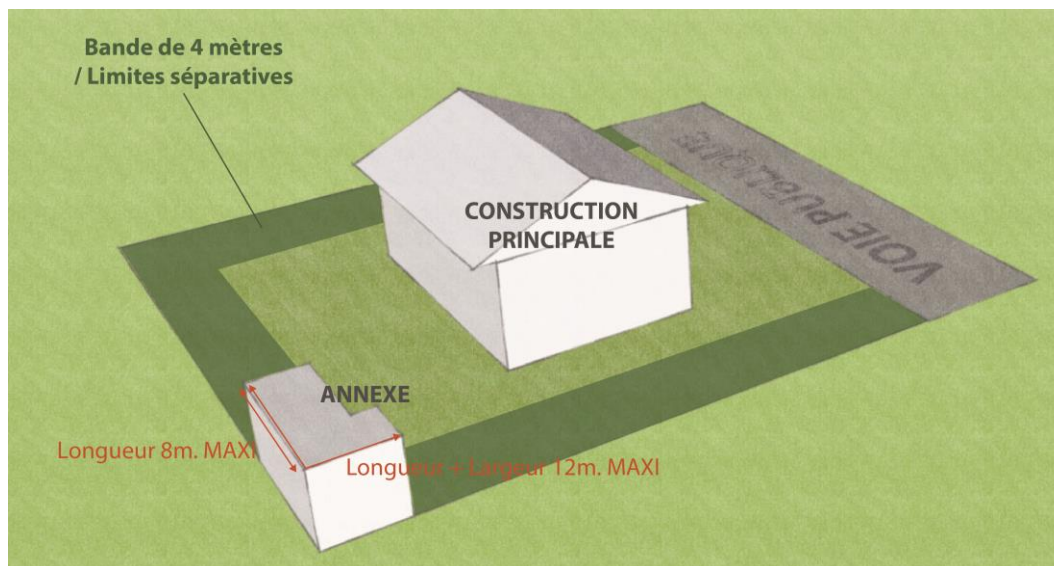 Bande de 4 mètres
/ Limites séparatives
VOIE PUBLIQUE
CONSTRUCTION
PRINCIPALE
ANNEXE
Longueur 8m. MAXI
Longueur + Largeur 12m. MAXI